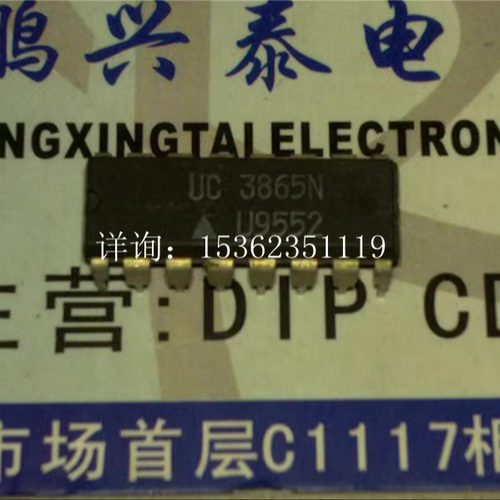 鹏兴泰电
NGXINGTAI ELECTRON
UC 3865N
U9552
详询：15362351119
主营:DIP CD
市场首层C1117柜